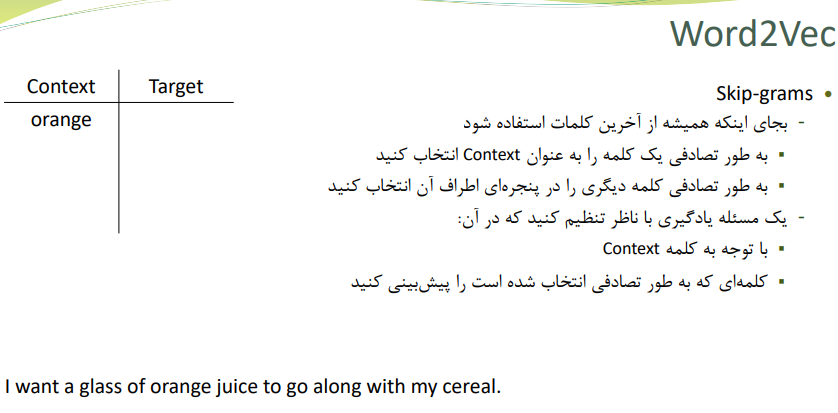 Word2Vec
• Skip-grams
- بجای اینکه همیشه از آخرین کلمات استفاده شود
▪ به طور تصادفی یک کلمه را به عنوان Context انتخاب کنید
▪ به طور تصادفی کلمه دیگری را در پنجره‌ای اطراف آن انتخاب کنید
- یک مسئله یادگیری با ناظر تنظیم کنید که در آن:
▪ با توجه به کلمه Context
▪ کلمه‌ای که به طور تصادفی انتخاب شده است را پیش‌بینی کنید
Context Target
orange
I want a glass of orange juice to go along with my cereal.